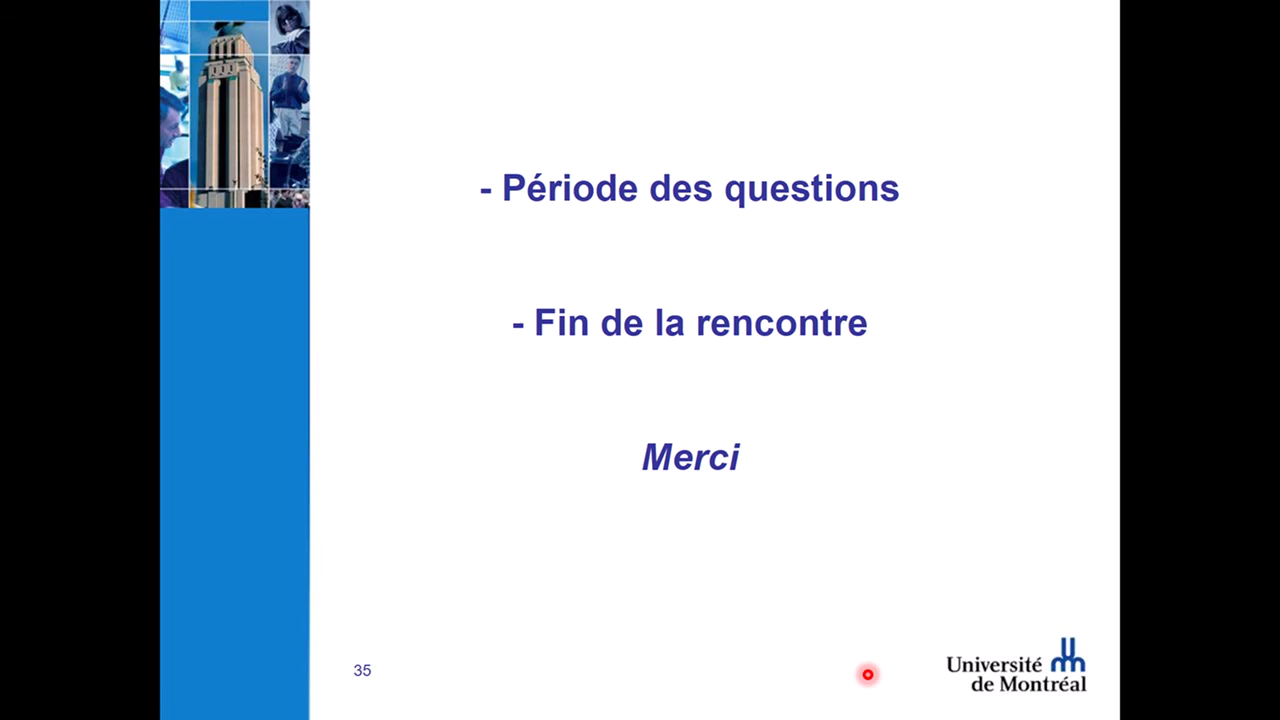 - Période des questions
- Fin de la rencontre
Merci
35
Université
de Montréal